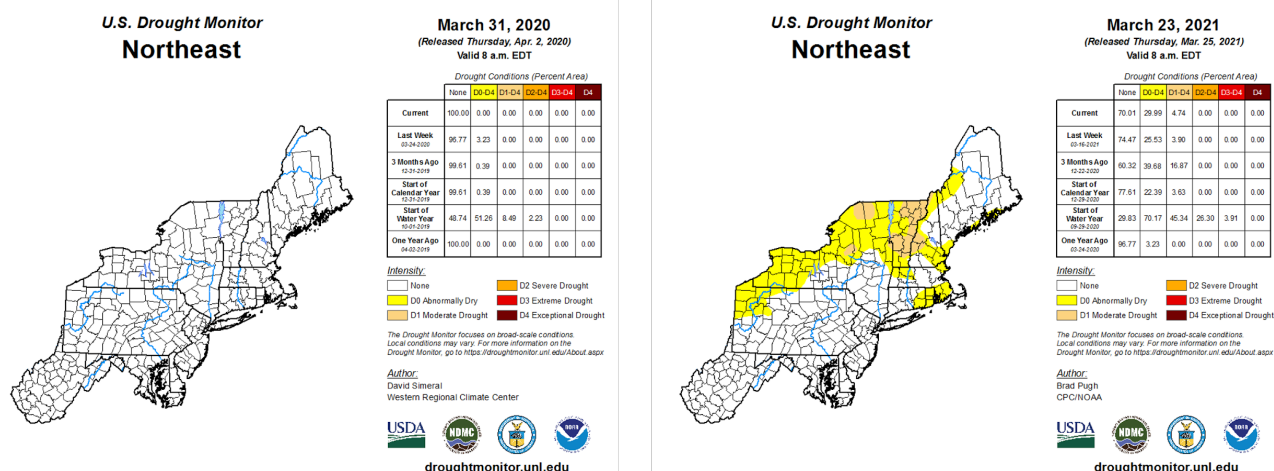 U.S. Drought Monitor
Northeast
March 31, 2020
(Released Thursday, Apr. 2, 2020)
Valid 8 a.m. EDT
Drought Conditions (Percent Area)
None D0-D4 D1-D4 D2-D4 D3-D4 D4
Current 100.00 0.00 0.00 0.00 0.00 0.00
Last Week 03-24-2020 96.77 3.23 0.00 0.00 0.00 0.00
3 Months Ago 12-31-2019 99.61 0.39 0.00 0.00 0.00 0.00
Start of Calendar Year 12-31-2019 99.61 0.39 0.00 0.00 0.00 0.00
Start of Water Year 10-01-2019 48.74 51.26 8.49 2.23 0.00 0.00
One Year Ago 04-02-2019 100.00 0.00 0.00 0.00 0.00 0.00
Intensity:
None
D0 Abnormally Dry
D1 Moderate Drought
D2 Severe Drought
D3 Extreme Drought
D4 Exceptional Drought
The Drought Monitor focuses on broad-scale conditions.
Local conditions may vary. For more information on the
Drought Monitor, go to https://droughtmonitor.unl.edu/About.aspx
Author:
David Simeral
Western Regional Climate Center
USDA
NDMC
NOAA
droughtmonitor.unl.edu
U.S. Drought Monitor
Northeast
March 23, 2021
(Released Thursday, Mar. 25, 2021)
Valid 8 a.m. EDT
Drought Conditions (Percent Area)
None D0-D4 D1-D4 D2-D4 D3-D4 D4
Current 70.01 29.99 4.74 0.00 0.00 0.00
Last Week 03-16-2021 74.47 25.53 3.90 0.00 0.00 0.00
3 Months Ago 12-22-2020 60.32 39.68 16.87 0.00 0.00 0.00
Start of Calendar Year 12-29-2020 77.61 22.39 3.63 0.00 0.00 0.00
Start of Water Year 09-29-2020 29.83 70.17 45.34 26.30 3.91 0.00
One Year Ago 03-24-2020 96.77 3.23 0.00 0.00 0.00 0.00
Intensity:
None
D0 Abnormally Dry
D1 Moderate Drought
D2 Severe Drought
D3 Extreme Drought
D4 Exceptional Drought
The Drought Monitor focuses on broad-scale conditions.
Local conditions may vary. For more information on the
Drought Monitor, go to https://droughtmonitor.unl.edu/About.aspx
Author:
Brad Pugh
CPC/NOAA
USDA
NDMC
NOAA
droughtmonitor.unl.edu